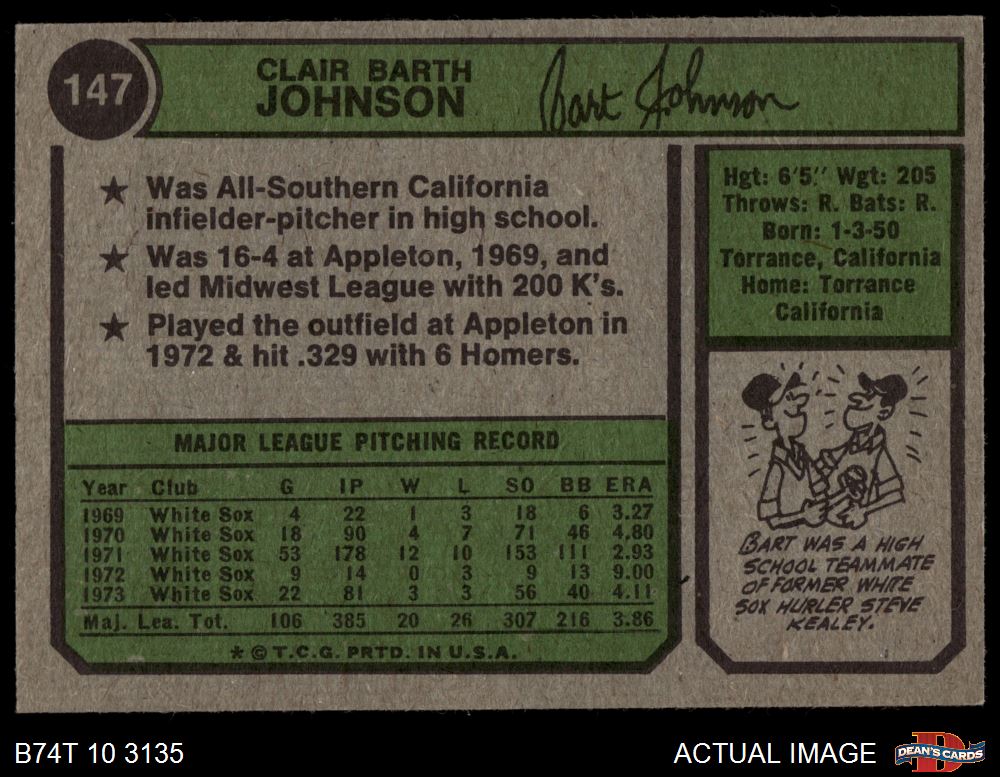 147
CLAIR BARTH
JOHNSON
Bart Johnson
★ Was All-Southern California
infielder-pitcher in high school.
★ Was 16-4 at Appleton, 1969, and
led Midwest League with 200 K's.
★ Played the outfield at Appleton in
1972 & hit .329 with 6 Homers.
Hgt: 6'5" Wgt: 205
Throws: R. Bats: R.
Born: 1-3-50
Torrance, California
Home: Torrance
California
MAJOR LEAGUE PITCHING RECORD
Year Club G IP W L SO BB ERA
1969 White Sox 4 22 1 3 18 6 3.27
1970 White Sox 18 90 4 7 71 46 4.80
1971 White Sox 53 178 12 10 153 111 2.93
1972 White Sox 9 14 0 3 9 13 9.00
1973 White Sox 22 81 3 3 56 40 4.11
Maj. Lea. Tot. 106 385 20 26 307 216 3.86
* © T.C.G. PRTD. IN U.S.A.
BART WAS A HIGH
SCHOOL TEAMMATE
OF FORMER WHITE
SOX HURLER STEVE
KEALEY.
B74T 10 3135
ACTUAL IMAGE
D
DEAN'S CARDS